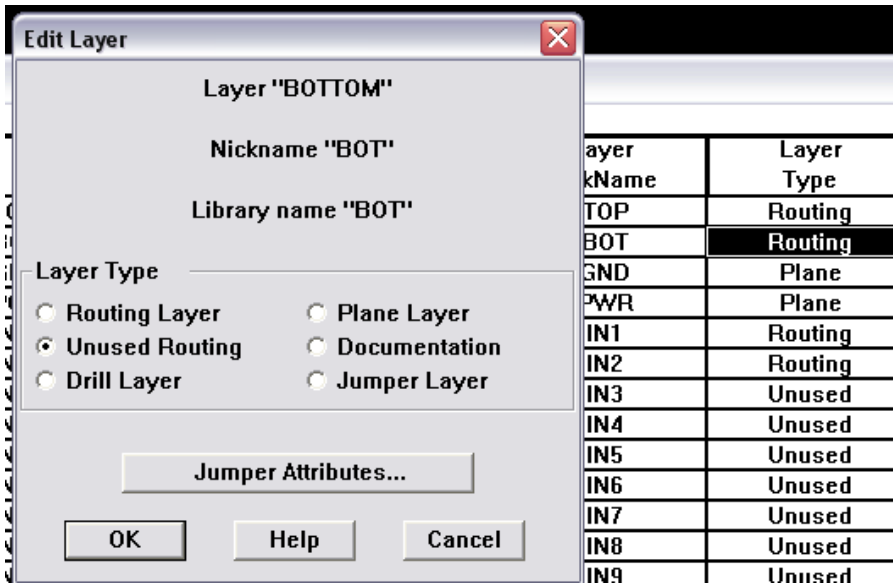 Edit Layer
Layer "BOTTOM"
Nickname "BOT"
Library name "BOT"
Layer Type
Routing Layer
Plane Layer
Unused Routing
Documentation
Drill Layer
Jumper Layer
Jumper Attributes...
OK
Help
Cancel
Layer
Type
TOP Routing
BOT Routing
GND Plane
PWR Plane
IN1 Routing
IN2 Routing
IN3 Unused
IN4 Unused
IN5 Unused
IN6 Unused
IN7 Unused
IN8 Unused
IN9 Unused